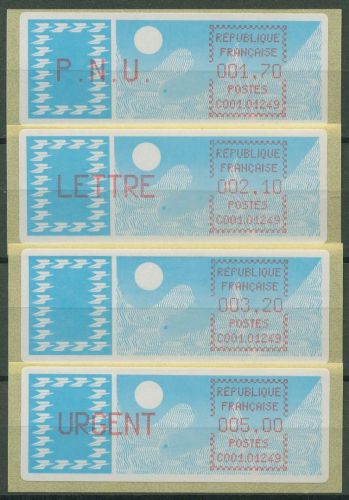 P.N.U.
RÉPUBLIQUE
FRANÇAISE
001,70
POSTES
C001.01249
LETTRE
RÉPUBLIQUE
FRANÇAISE
002,10
POSTES
C001.01249
RÉPUBLIQUE
FRANÇAISE
003,20
POSTES
C001.01249
URGENT
RÉPUBLIQUE
FRANÇAISE
005,00
POSTES
C001.01249